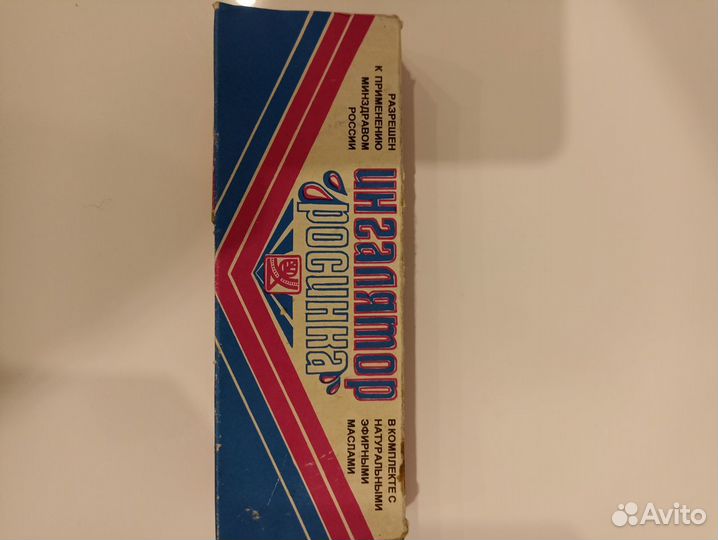 РАЗРЕШЕН
К ПРИМЕНЕНИЮ
МИНЗДРАВОМ
РОССИИ
ингалятор
росинка
В КОМПЛЕКТЕ С
НАТУРАЛЬНЫМИ
ЭФИРНЫМИ
МАСЛАМИ
Avito